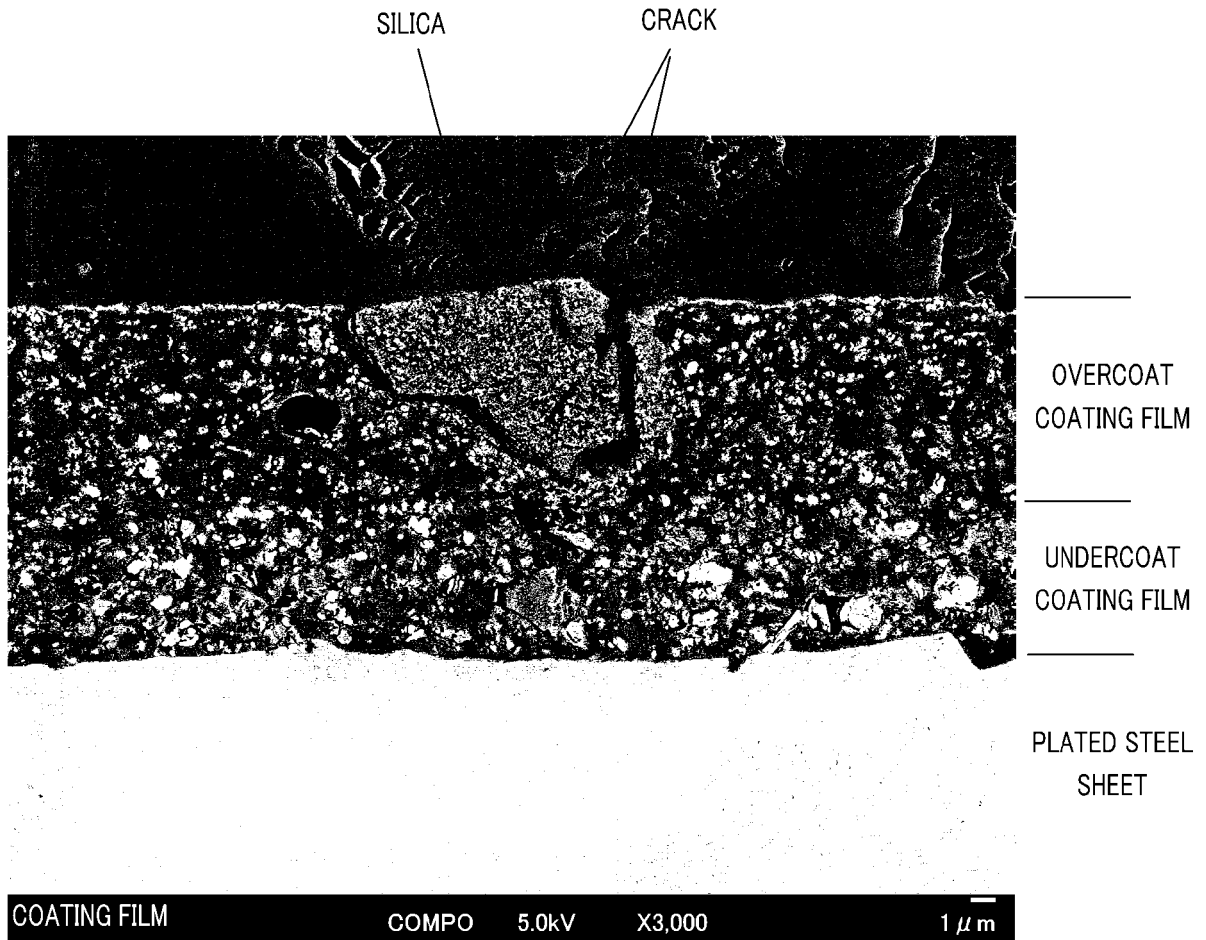 SILICA
CRACK
OVERCOAT
COATING FILM
UNDERCOAT
COATING FILM
PLATED STEEL
SHEET
COATING FILM COMPO 5.0kV X3,000 1 μm